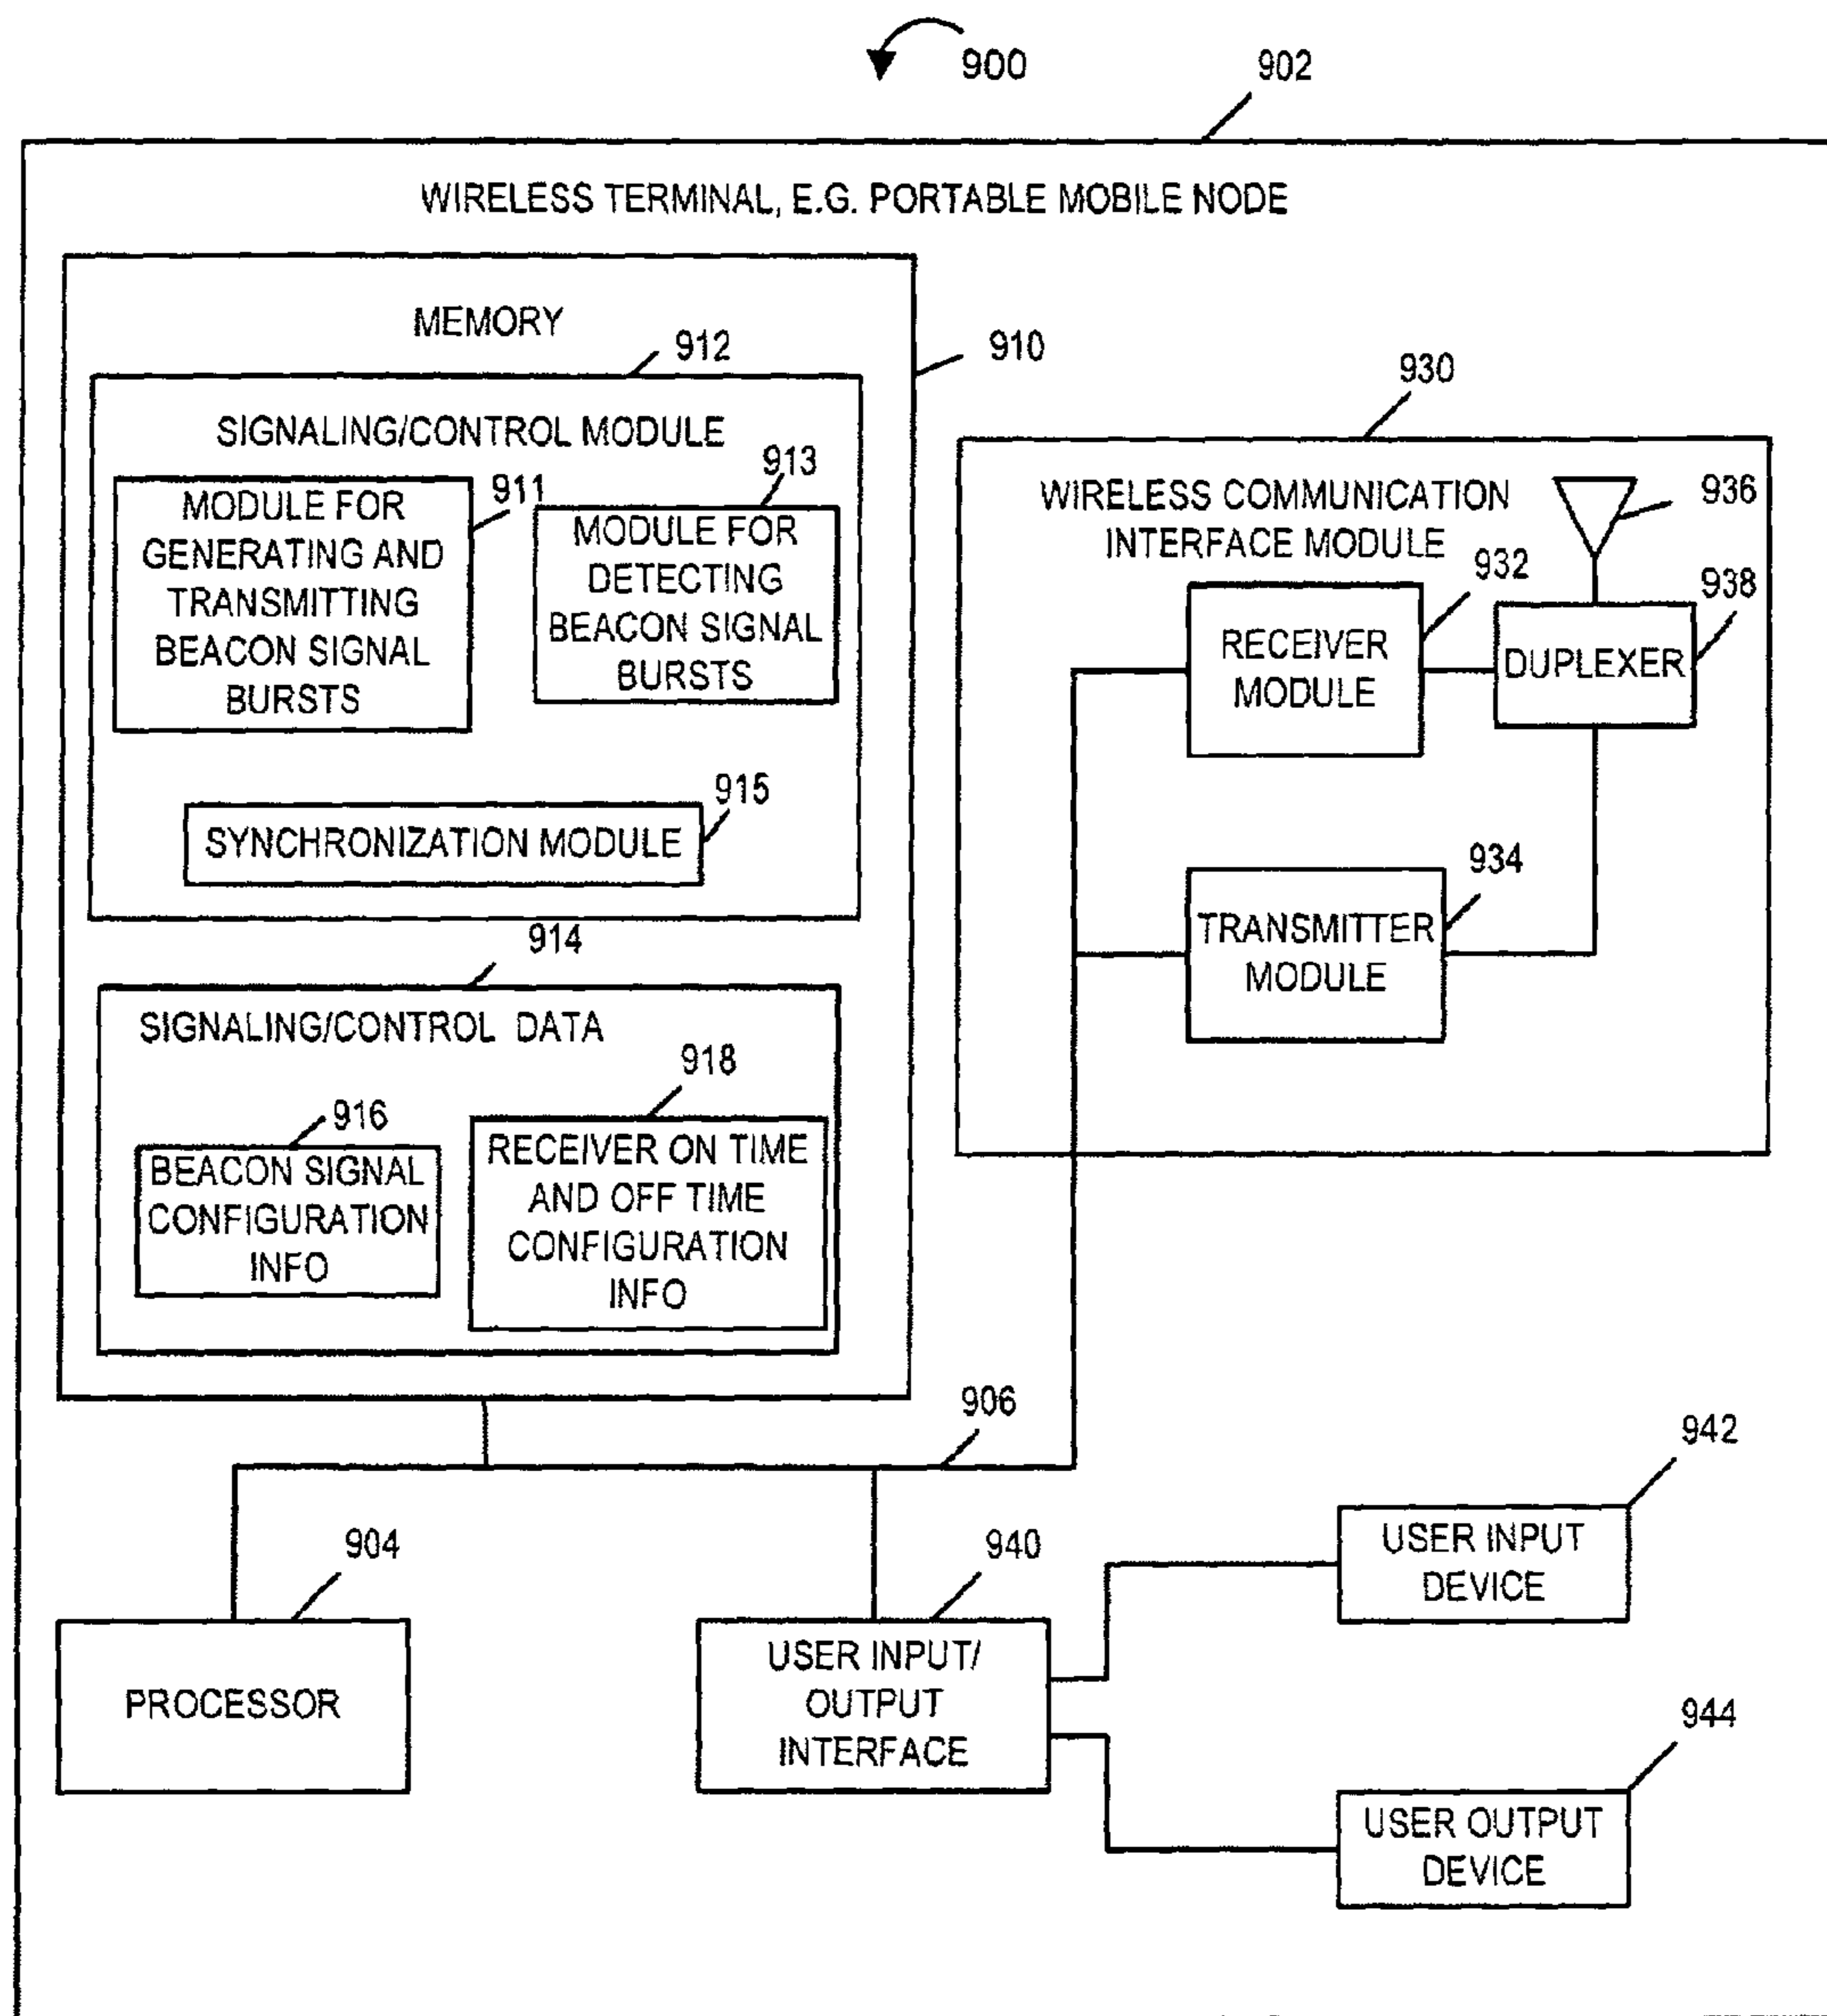 900
902
WIRELESS TERMINAL, E.G. PORTABLE MOBILE NODE
MEMORY
910
912
SIGNALING/CONTROL MODULE
911
MODULE FOR
GENERATING AND
TRANSMITTING
BEACON SIGNAL
BURSTS
913
MODULE FOR
DETECTING
BEACON SIGNAL
BURSTS
915
SYNCHRONIZATION MODULE
914
SIGNALING/CONTROL DATA
916
BEACON SIGNAL
CONFIGURATION
INFO
918
RECEIVER ON TIME
AND OFF TIME
CONFIGURATION
INFO
930
WIRELESS COMMUNICATION
INTERFACE MODULE
936
932
RECEIVER
MODULE
938
DUPLEXER
934
TRANSMITTER
MODULE
906
904
PROCESSOR
940
USER INPUT/
OUTPUT
INTERFACE
942
USER INPUT
DEVICE
944
USER OUTPUT
DEVICE